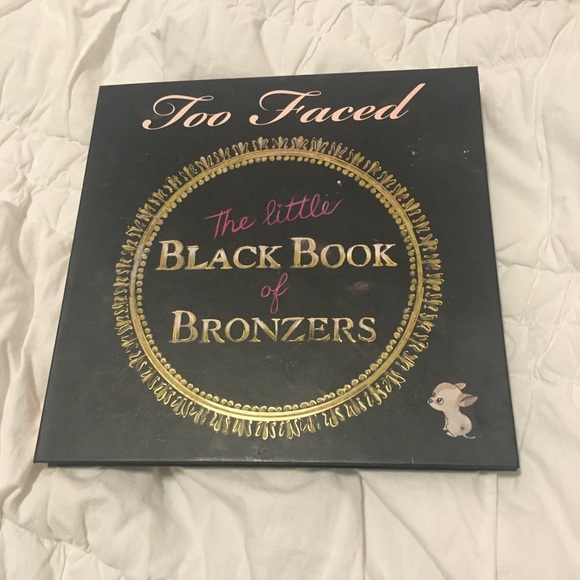 Too Faced
The little
BLACK BOOK
of
BRONZERS